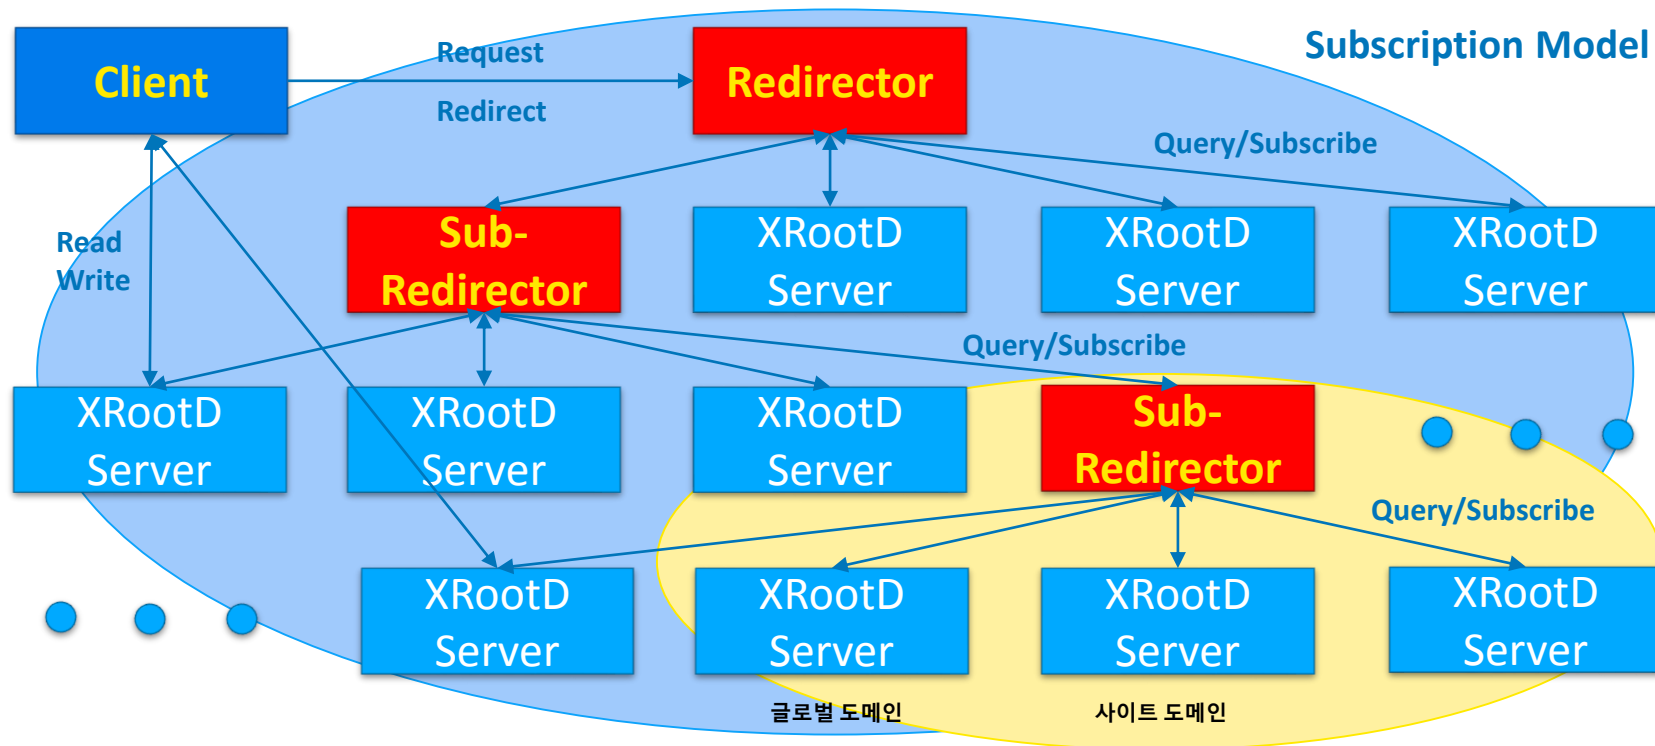 Subscription Model
Client
Request
Redirect
Redirector
Query/Subscribe
Read
Write
Sub-
Redirector
XRootD
Server
XRootD
Server
XRootD
Server
Query/Subscribe
XRootD
Server
XRootD
Server
XRootD
Server
Sub-
Redirector
Query/Subscribe
XRootD
Server
XRootD
Server
XRootD
Server
XRootD
Server
글로벌 도메인
사이트 도메인